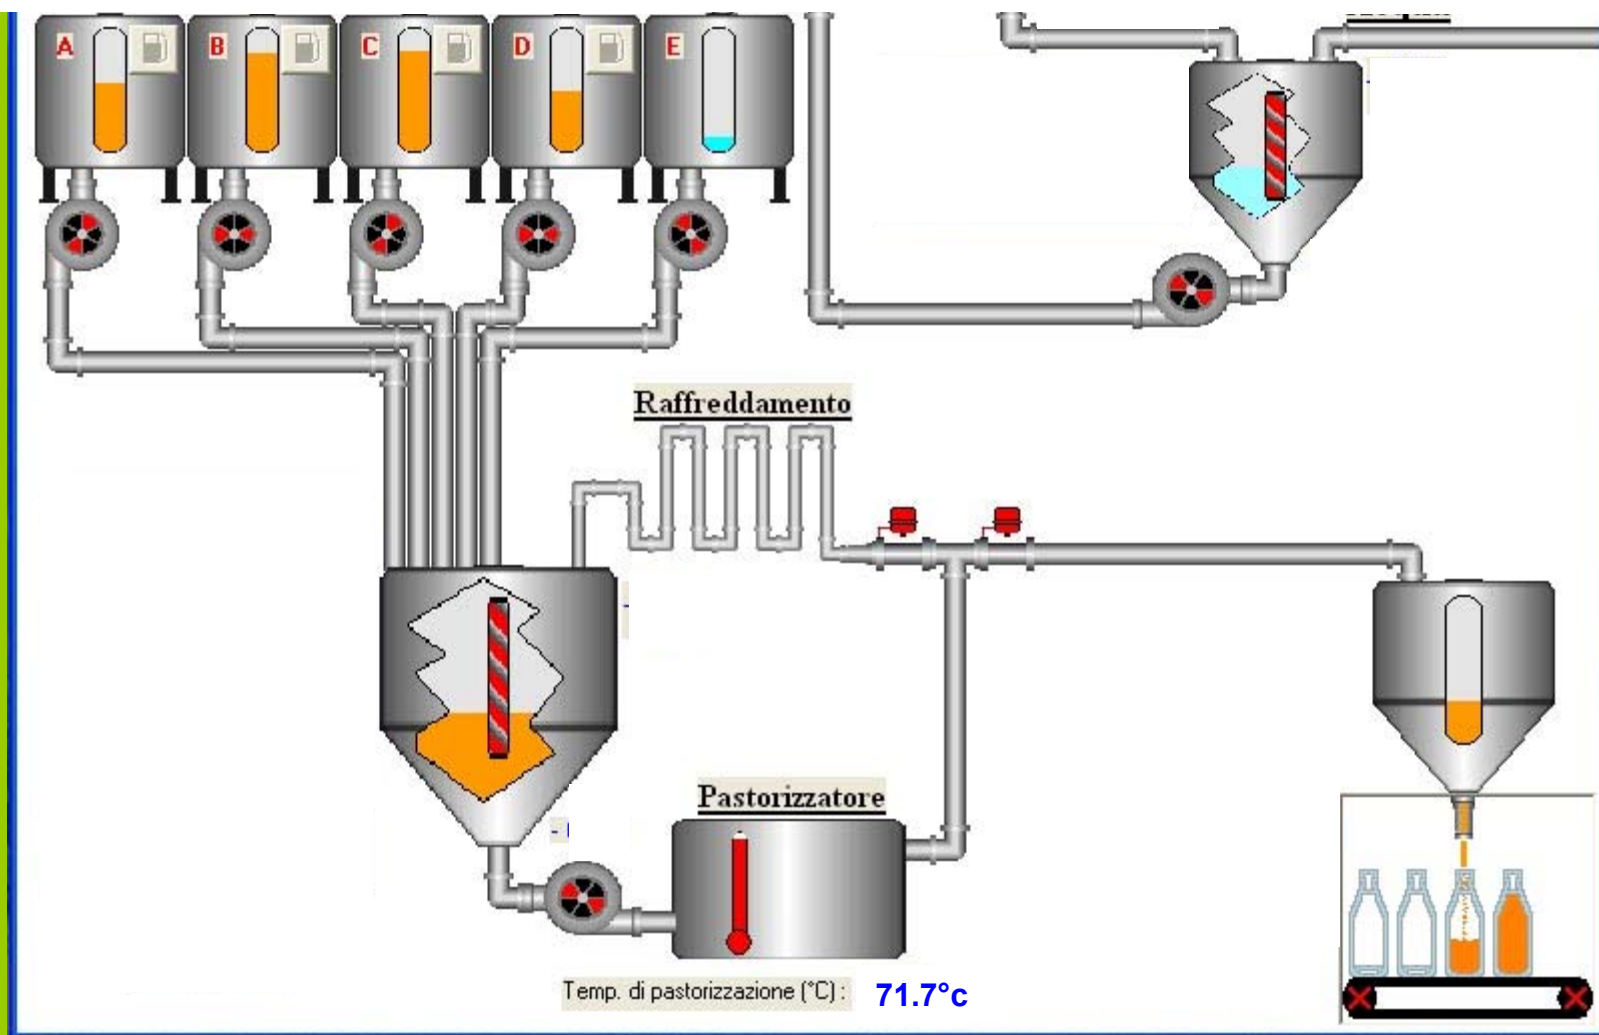 A B C D E
Raffreddamento
Pastorizzatore
Temp. di pastorizzazione (°C) : 71.7°c